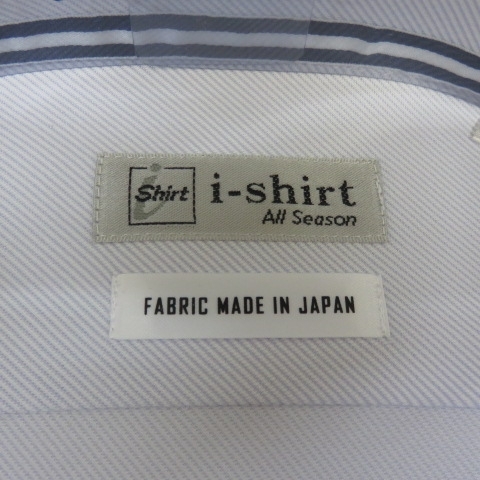 i Shirt
i-shirt
All Season
FABRIC MADE IN JAPAN